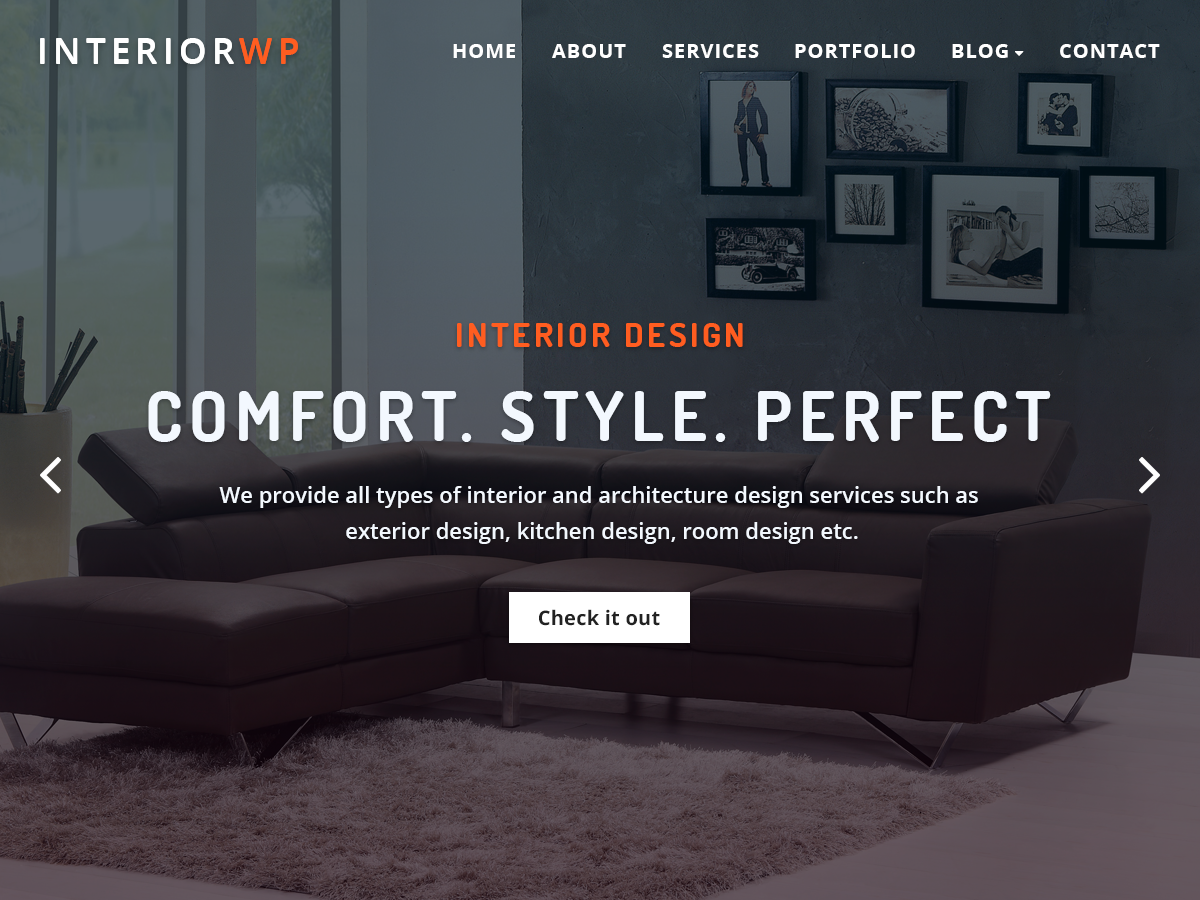 INTERIORWP
HOME ABOUT SERVICES PORTFOLIO BLOG CONTACT
INTERIOR DESIGN
COMFORT. STYLE. PERFECT
We provide all types of interior and architecture design services such as
exterior design, kitchen design, room design etc.
Check it out